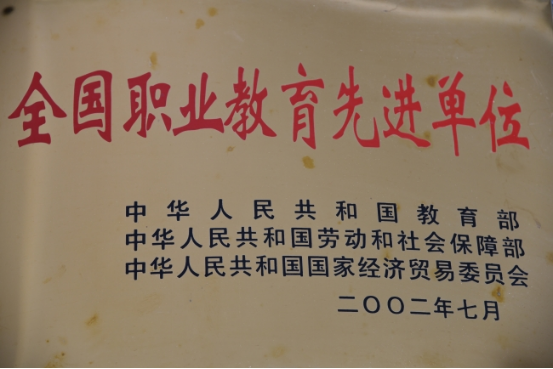 全国职业教育先进单位
中华人民共和国教育部
中华人民共和国劳动和社会保障部
中华人民共和国国家经济贸易委员会
二〇〇二年七月